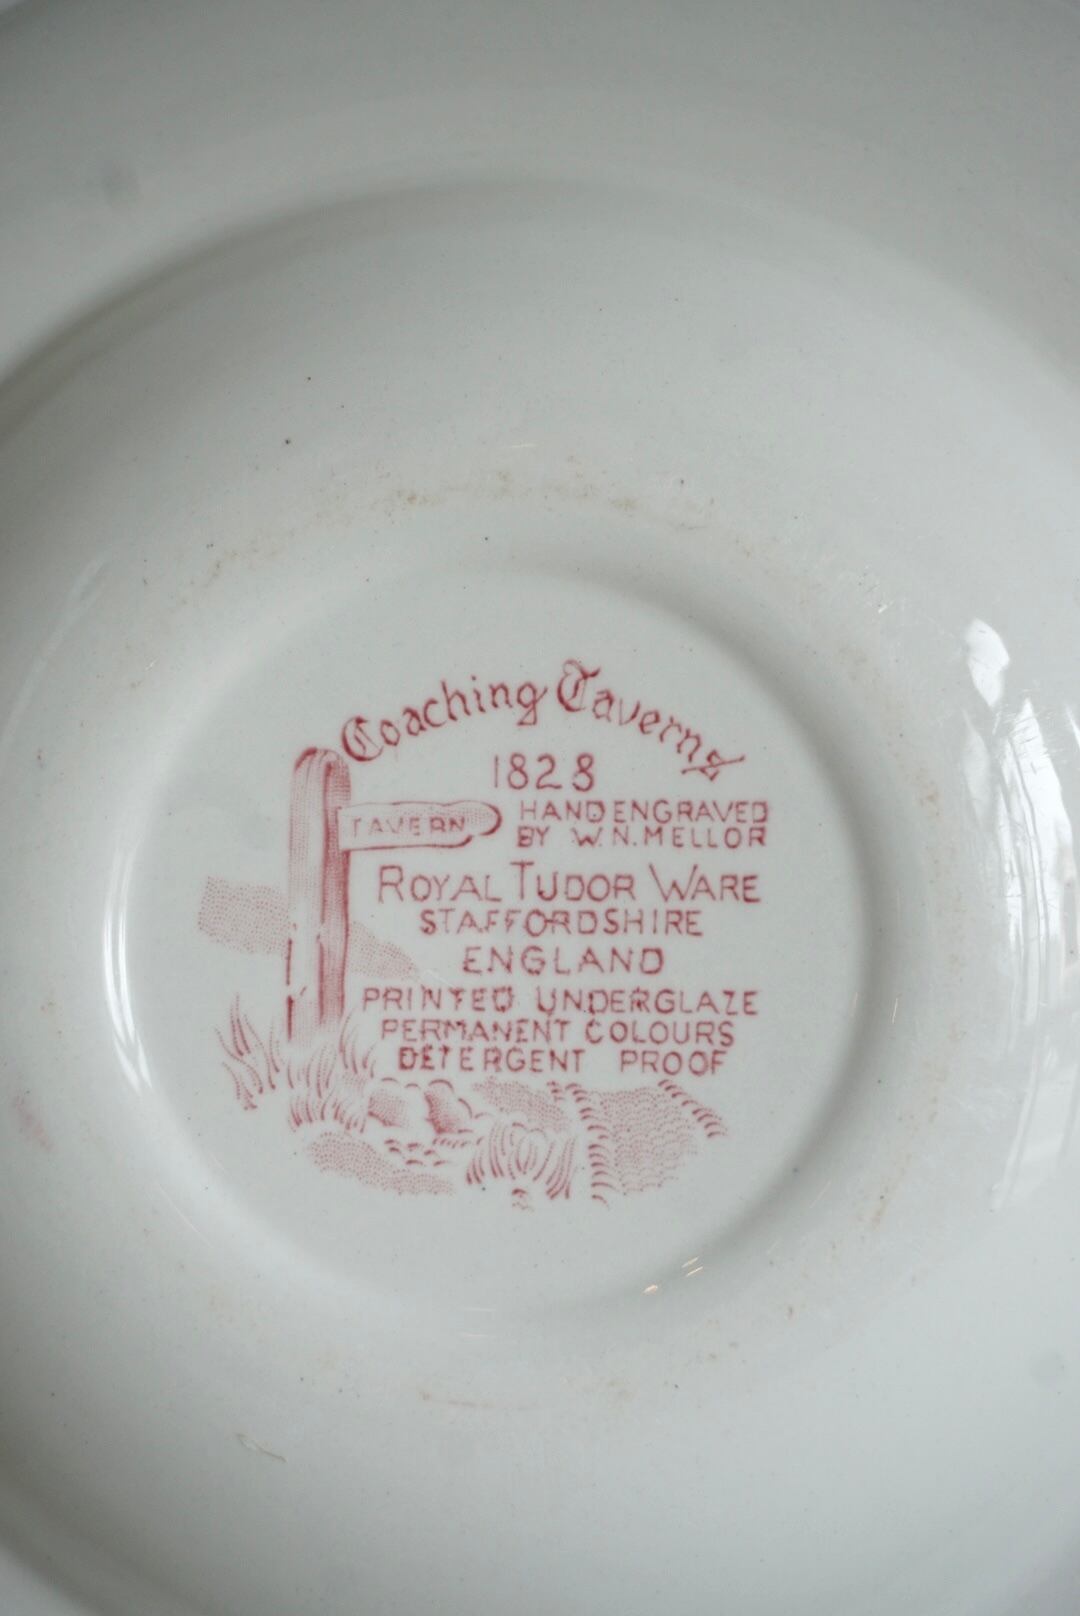 Coaching Taverns
1828
TAVERN
HAND ENGRAVED
BY W.N. MELLOR
ROYAL TUDOR WARE
STAFFORDSHIRE
ENGLAND
PRINTED UNDERGLAZE
PERMANENT COLOURS
DETERGENT PROOF